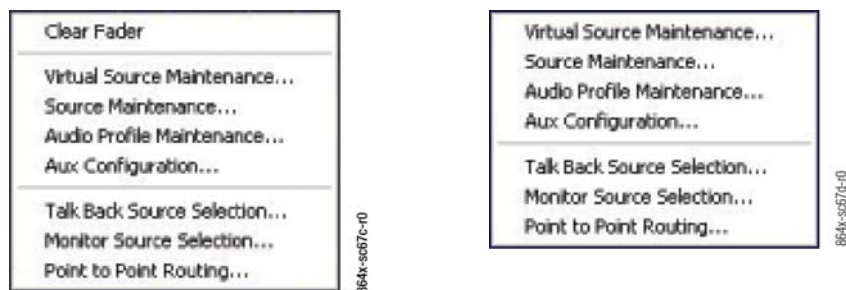 Clear Fader
Virtual Source Maintenance...
Source Maintenance...
Audio Profile Maintenance...
Aux Configuration...
Talk Back Source Selection...
Monitor Source Selection...
Point to Point Routing...
864x-sc67c-r0
Virtual Source Maintenance...
Source Maintenance...
Audio Profile Maintenance...
Aux Configuration...
Talk Back Source Selection...
Monitor Source Selection...
Point to Point Routing...
864x-sc67d-r0